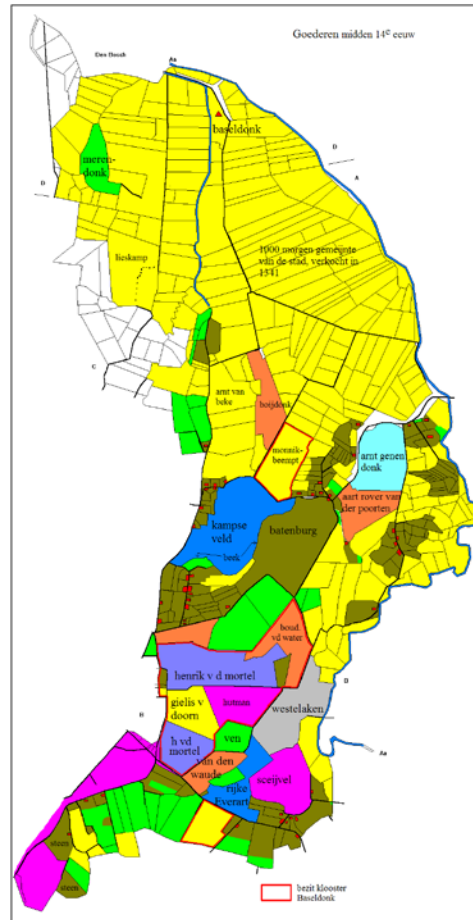 Goederen midden 14e eeuw
Den Bosch
Aa
baseldonk
D
A
meren-
donk
D
1000 morgen gemeijnte
van de stad, verkocht in
1341
lieskamp
C
arnt van
beke
hoijdonk
monnik-
beempt
arnt genen
donk
aart rover van
der poorten
kampse
veld
batenburg
beek
boud.
vd water
henrik v d mortel
B
gielis v
doorn
homan
westelaken
B
h vd
mortel
ven
Aa
van den
waude
sceijvel
rijke
Everart
steen
steen
bezit klooster
Baseldonk